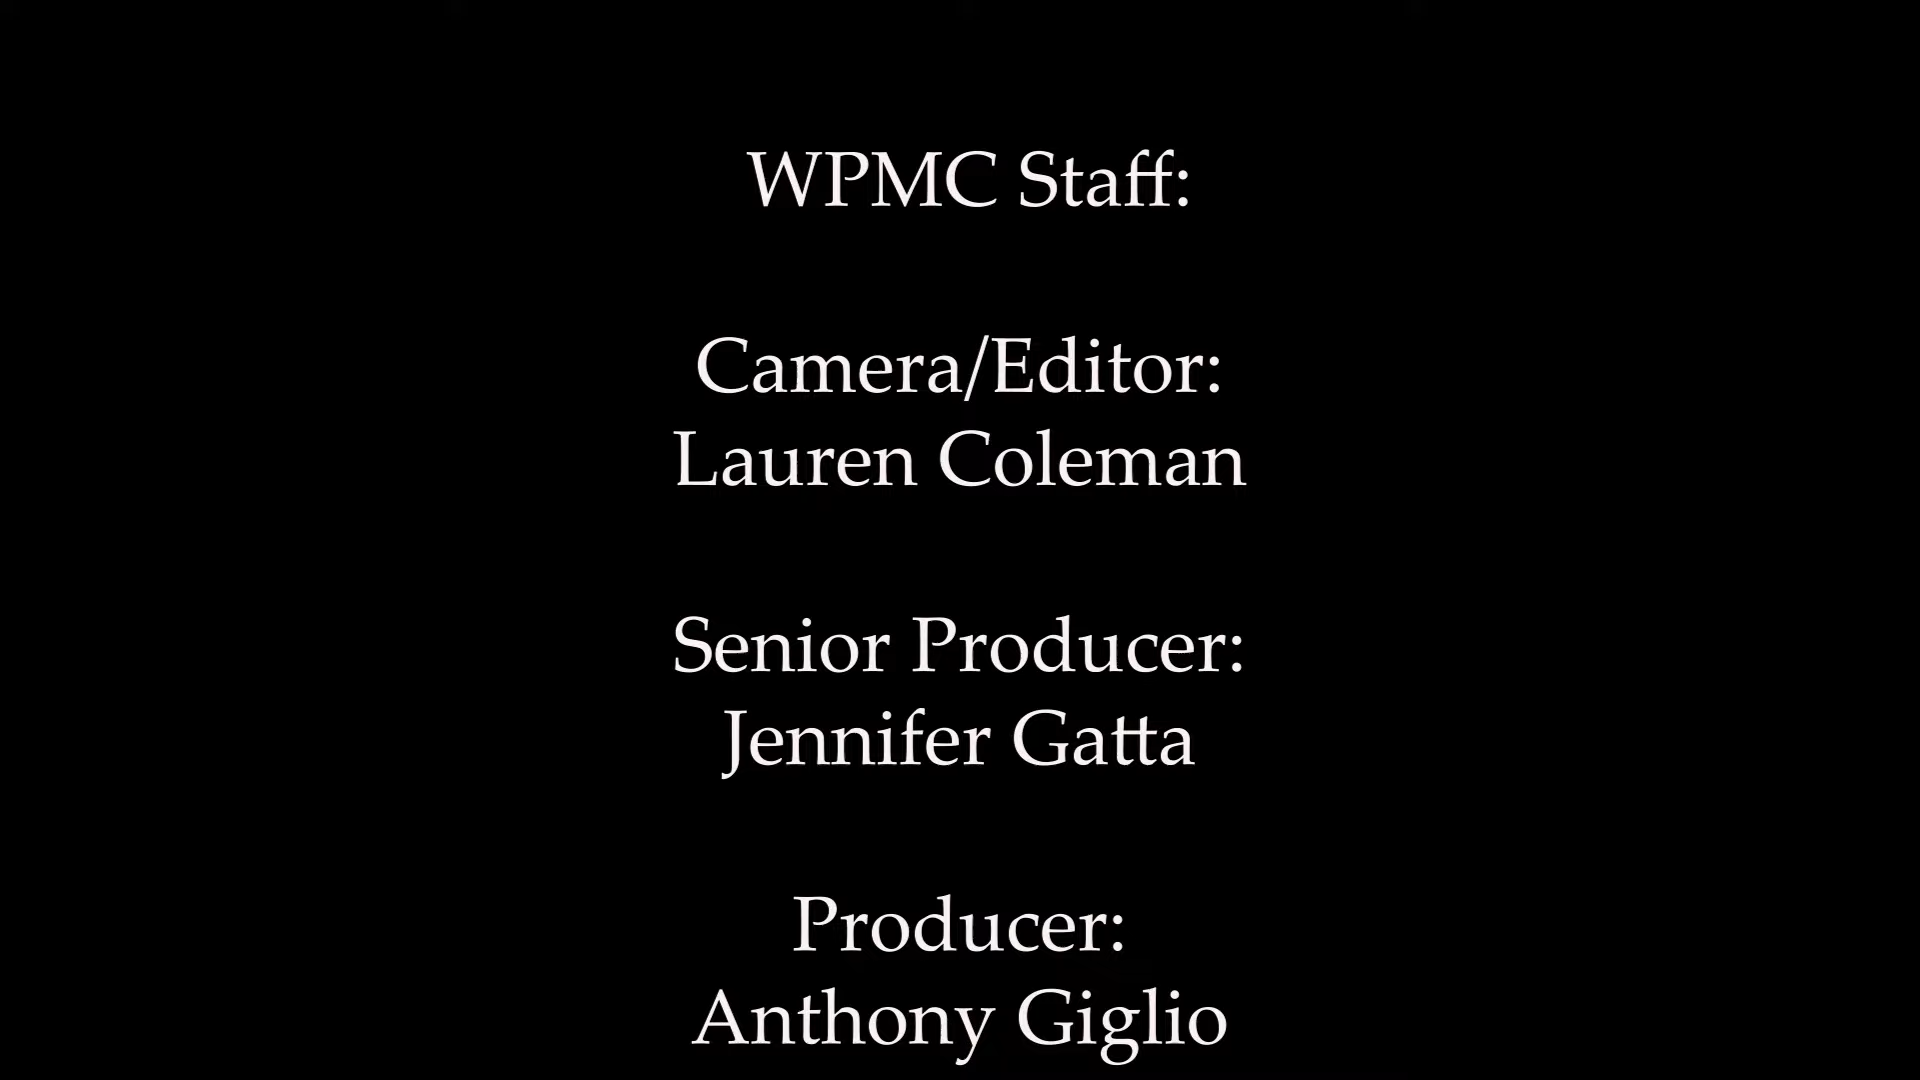 WPMC Staff:
Camera/Editor:
Lauren Coleman
Senior Producer:
Jennifer Gatta
Producer:
Anthony Giglio